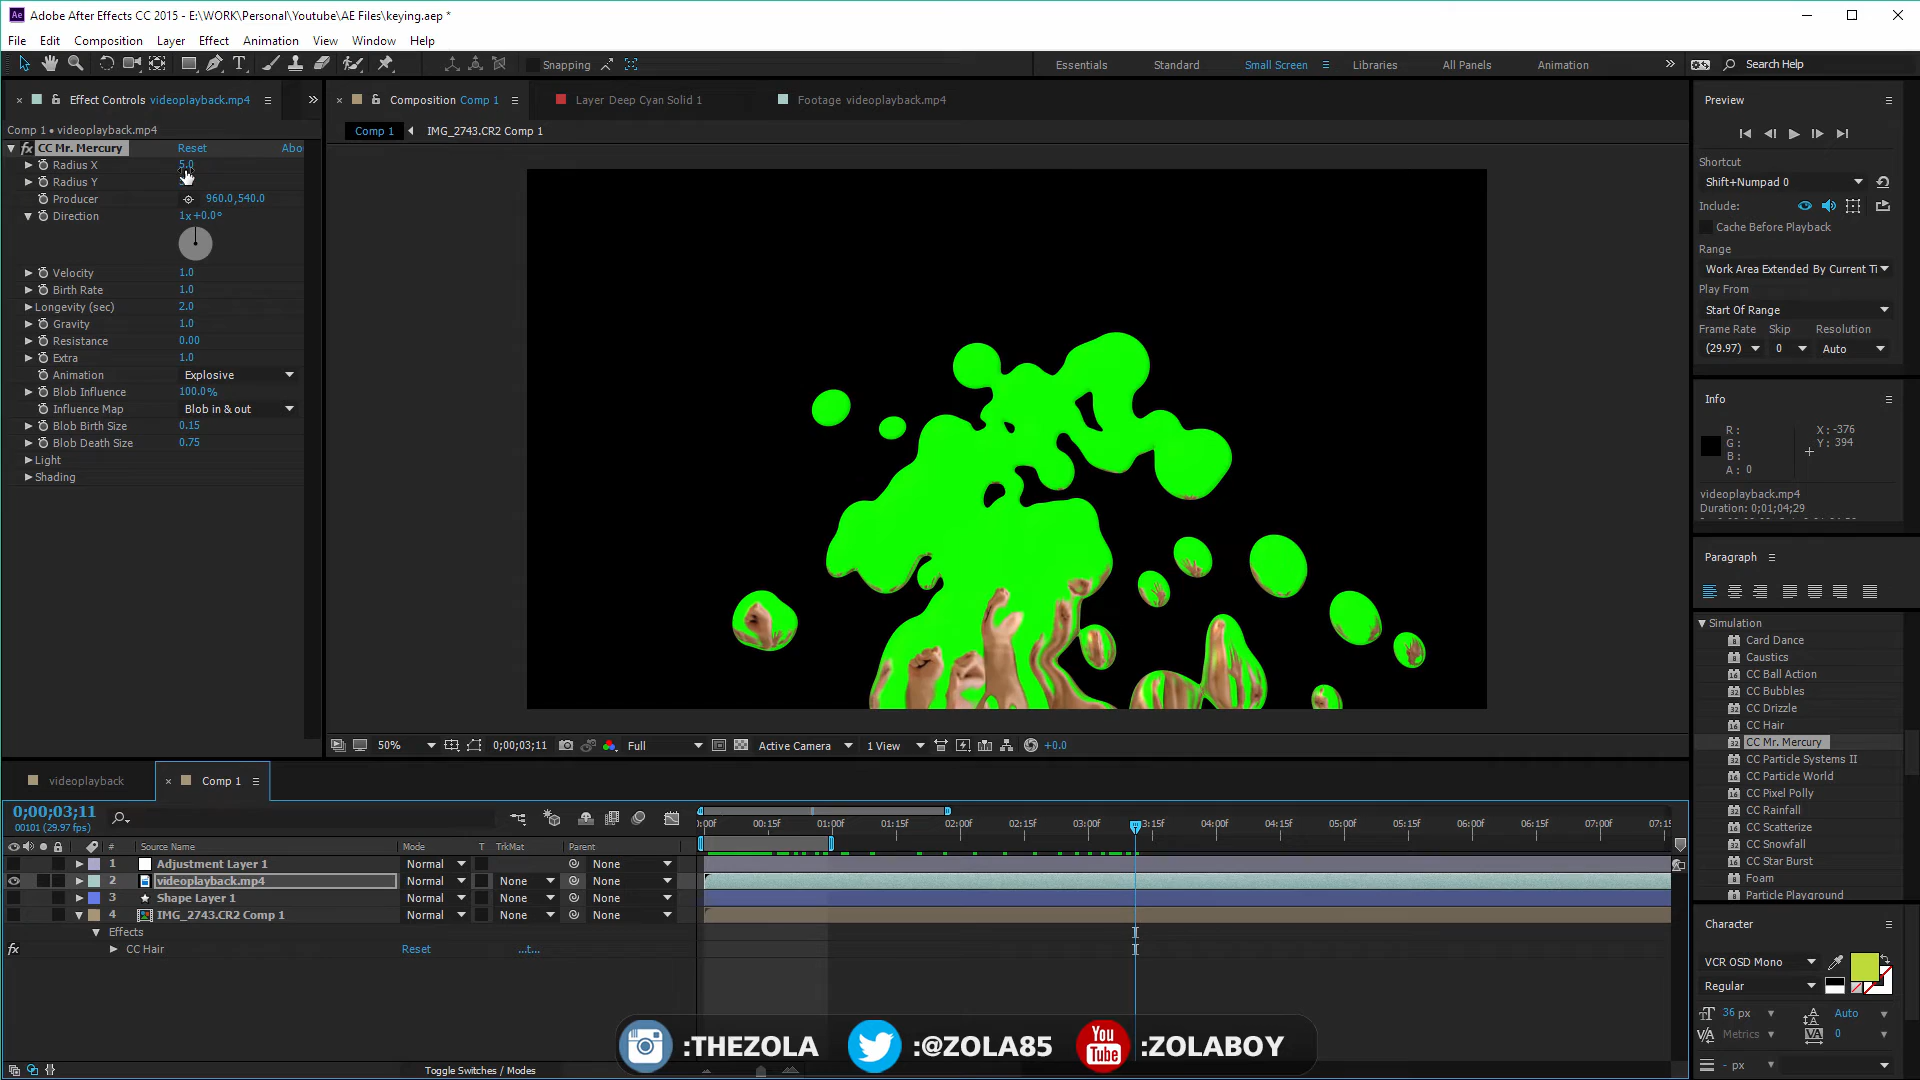 Adobe After Effects CC 2015 - E:\WORK\Personal\Youtube\AE Files\keying.aep *
File Edit Composition Layer Effect Animation View Window Help
Snapping
Essentials Standard Small Screen Libraries All Panels Animation Search Help
Effect Controls videoplayback.mp4
Composition Comp 1
Layer Deep Cyan Solid 1
Footage videoplayback.mp4
Preview
Comp 1 • videoplayback.mp4
Comp 1 IMG_2743.CR2 Comp 1
fx CC Mr. Mercury Reset Abo
Radius X 5.0
Radius Y
Producer 960.0,540.0
Direction 1x+0.0°
Velocity 1.0
Birth Rate 1.0
Longevity (sec) 2.0
Gravity 1.0
Resistance 0.00
Extra 1.0
Animation Explosive
Blob Influence 100.0%
Influence Map Blob in & out
Blob Birth Size 0.15
Blob Death Size 0.75
Light
Shading
Shortcut
Shift+Numpad 0
Include:
Cache Before Playback
Range
Work Area Extended By Current Ti
Play From
Start Of Range
Frame Rate Skip Resolution
(29.97) 0 Auto
Info
R :
G :
B :
A : 0
X : -376
Y : 394
videoplayback.mp4
Duration: 0;01;04;29
Paragraph
Simulation
Card Dance
Caustics
CC Ball Action
CC Bubbles
CC Drizzle
CC Hair
CC Mr. Mercury
CC Particle Systems II
CC Particle World
CC Pixel Polly
CC Rainfall
CC Scatterize
CC Snowfall
CC Star Burst
Foam
Particle Playground
Character
VCR OSD Mono
Regular
36 px Auto
Metrics 0
- px
50% 0;00;03;11 Full Active Camera 1 View +0.0
videoplayback Comp 1
0;00;03;11
00101 (29.97 fps)
:00f 00:15f 01:00f 01:15f 02:00f 02:15f 03:00f 3:15f 04:00f 04:15f 05:00f 05:15f 06:00f 06:15f 07:00f 07:15
# Source Name Mode T TrkMat Parent
1 Adjustment Layer 1 Normal None
2 videoplayback.mp4 Normal None None
3 Shape Layer 1 Normal None None
4 IMG_2743.CR2 Comp 1 Normal None None
Effects
fx CC Hair Reset ...t...
:THEZOLA :@ZOLA85 You Tube :ZOLABOY
Toggle Switches / Modes